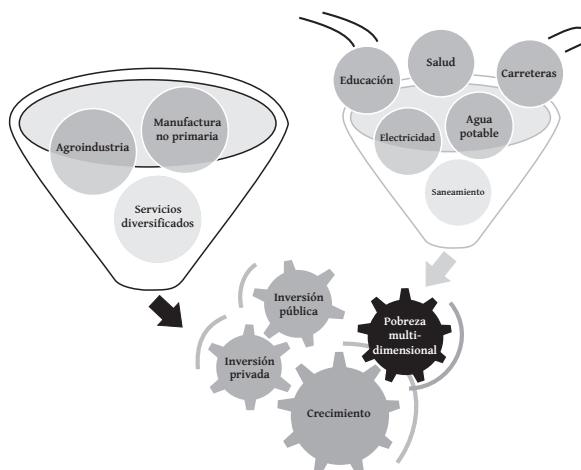 Manufactura
no primaria
Agroindustria
Servicios
diversificados
Educación
Salud
Carreteras
Electricidad
Agua
potable
Saneamiento
Inversión
pública
Inversión
privada
Crecimiento
Pobreza
multi-
dimensional